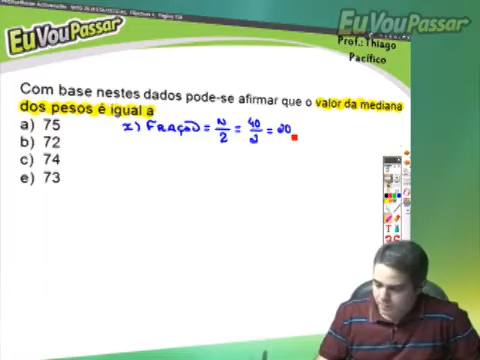 EuVouPassar
EuVouPassar
Prof.: Thiago
Pacífico
Com base nestes dados pode-se afirmar que o valor da mediana
dos pesos é igual a
a) 75
b) 72
c) 74
e) 73
FRAÇÃO = N/2 = 40/2 = 20